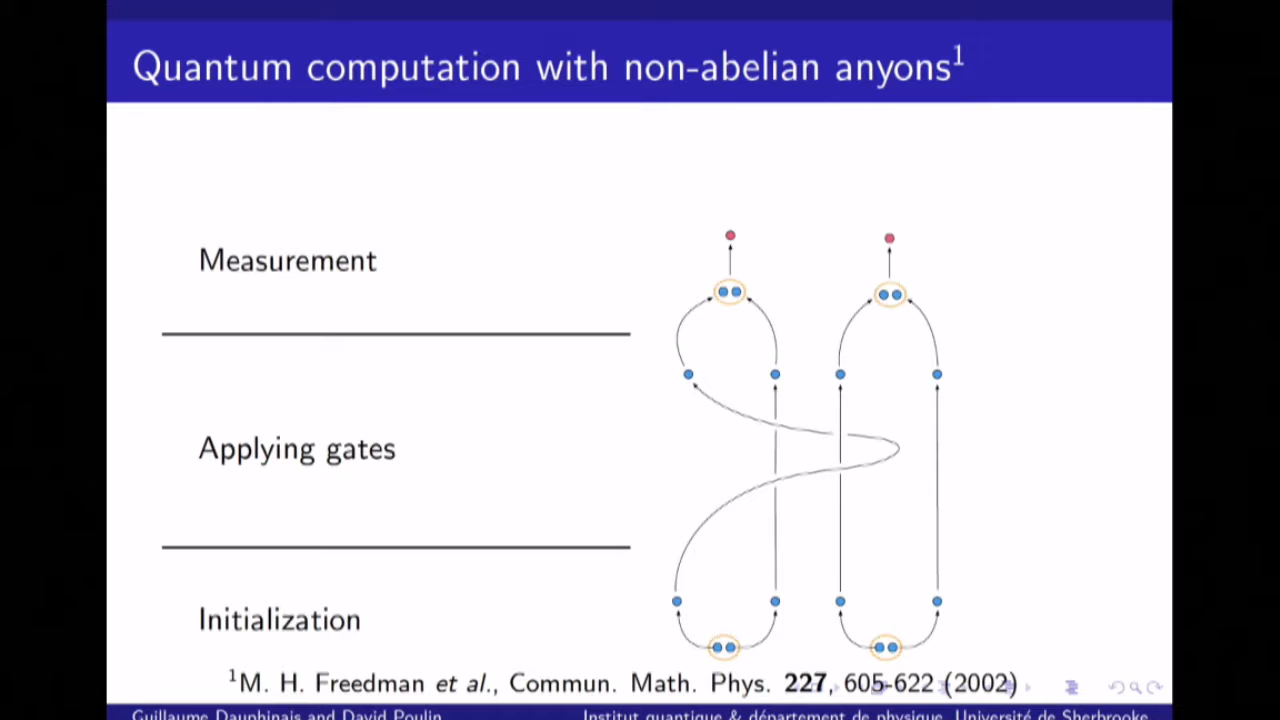 Quantum computation with non-abelian anyons¹
Measurement
Applying gates
Initialization
¹M. H. Freedman et al., Commun. Math. Phys. 227, 605-622 (2002)
Guillaume Dauphinais and David Poulin Institut quantique & département de physique, Université de Sherbrooke